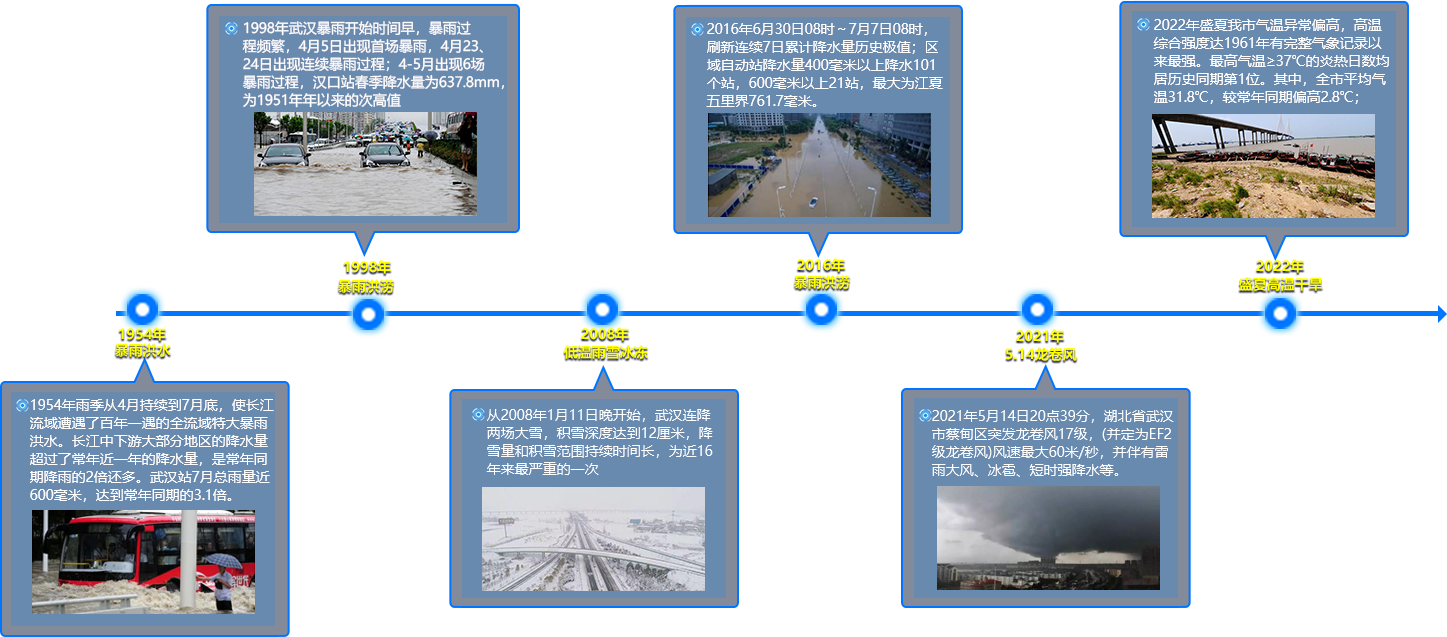 1998年武汉暴雨开始时间早，暴雨过
程频繁，4月5日出现首场暴雨，4月23、
24日出现连续暴雨过程；4-5月出现6场
暴雨过程，汉口站春季降水量为637.8mm，
为1951年年以来的次高值
1998年
暴雨洪涝
2016年6月30日08时～7月7日08时，
刷新连续7日累计降水量历史极值；区
域自动站降水量400毫米以上降水101
个站，600毫米以上21站，最大为江夏
五里界761.7毫米。
2016年
暴雨洪涝
2022年盛夏我市气温异常偏高，高温
综合强度达1961年有完整气象记录以
来最强。最高气温≥37℃的炎热日数均
居历史同期第1位。其中，全市平均气
温31.8℃，较常年同期偏高2.8℃；
2022年
盛夏高温干旱
1954年
暴雨洪水
1954年雨季从4月持续到7月底，使长江
流域遭遇了百年一遇的全流域特大暴雨
洪水。长江中下游大部分地区的降水量
超过了常年近一年的降水量，是常年同
期降雨的2倍还多。武汉站7月总雨量近
600毫米，达到常年同期的3.1倍。
2008年
低温雨雪冰冻
从2008年1月11日晚开始，武汉连降
两场大雪，积雪深度达到12厘米，降
雪量和积雪范围持续时间长，为近16
年来最严重的一次
2021年
5.14龙卷风
2021年5月14日20点39分，湖北省武汉
市蔡甸区突发龙卷风17级，(并定为EF2
级龙卷风)风速最大60米/秒，并伴有雷
雨大风、冰雹、短时强降水等。